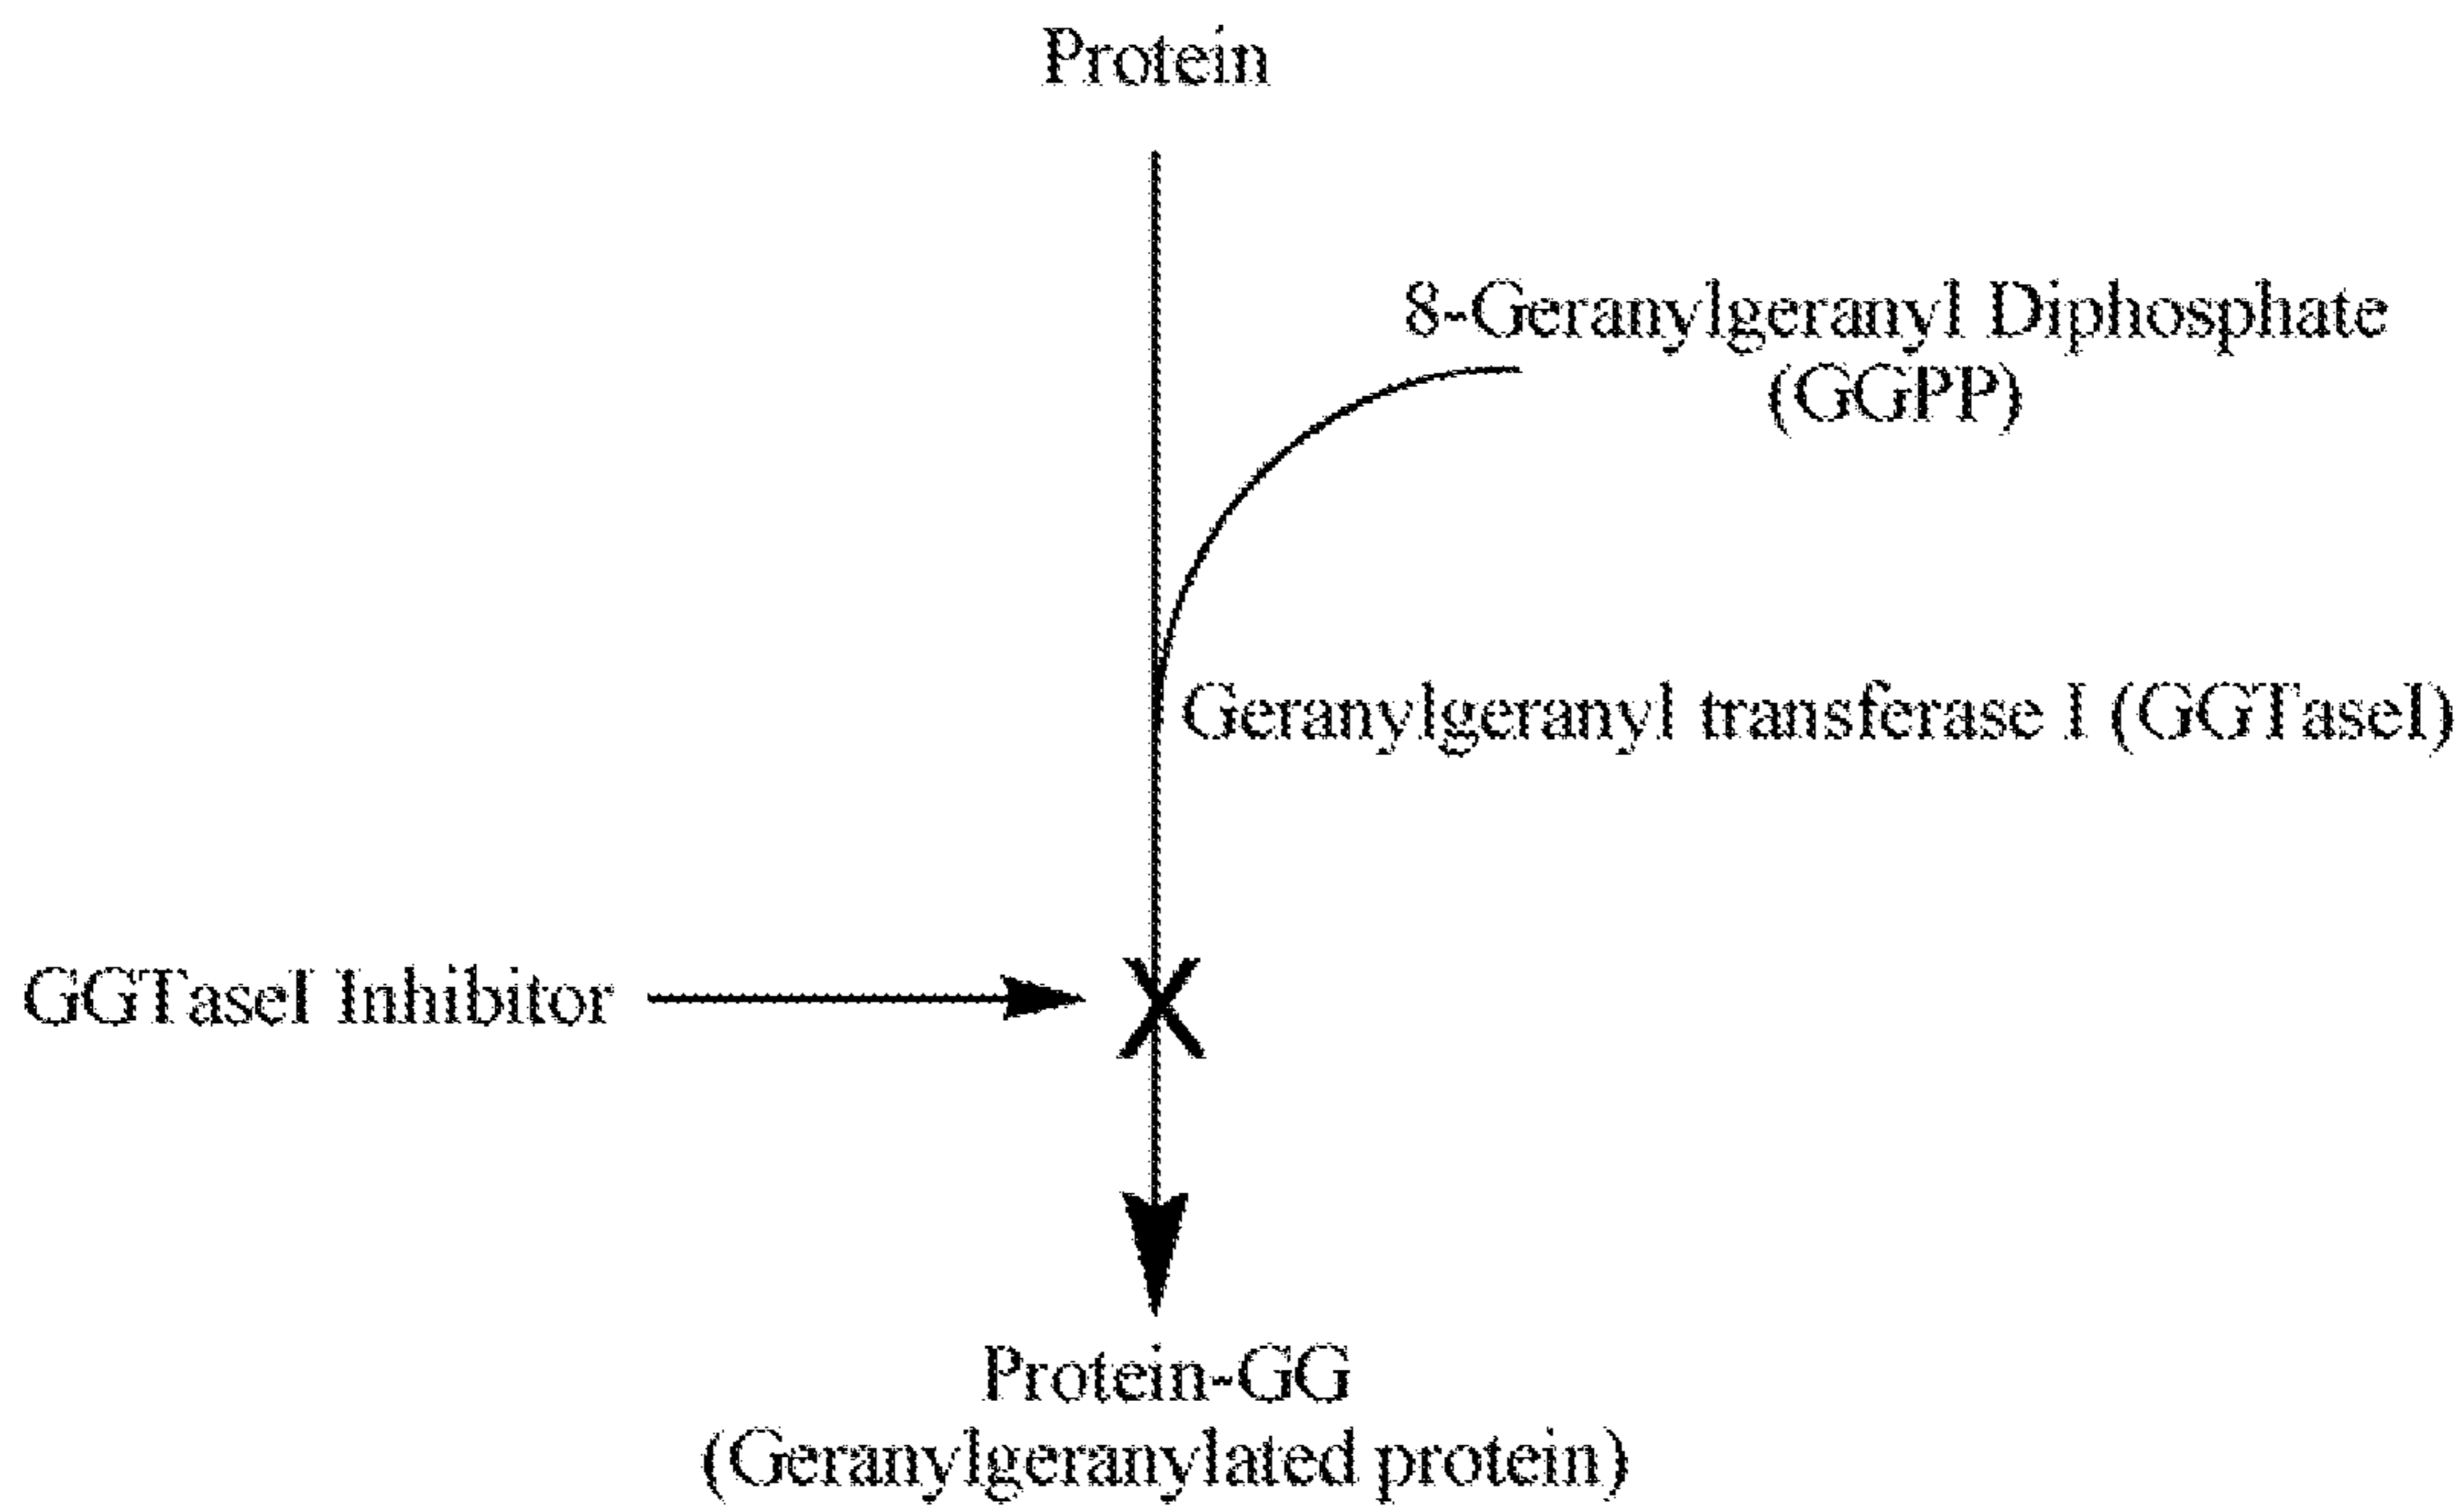 Protein
8-Geranylgeranyl Diphosphate
(GGPP)
Geranylgeranyl transferase I (GGTaseI)
GGTaseI Inhibitor
X
Protein-GG
(Geranylgeranylated protein)